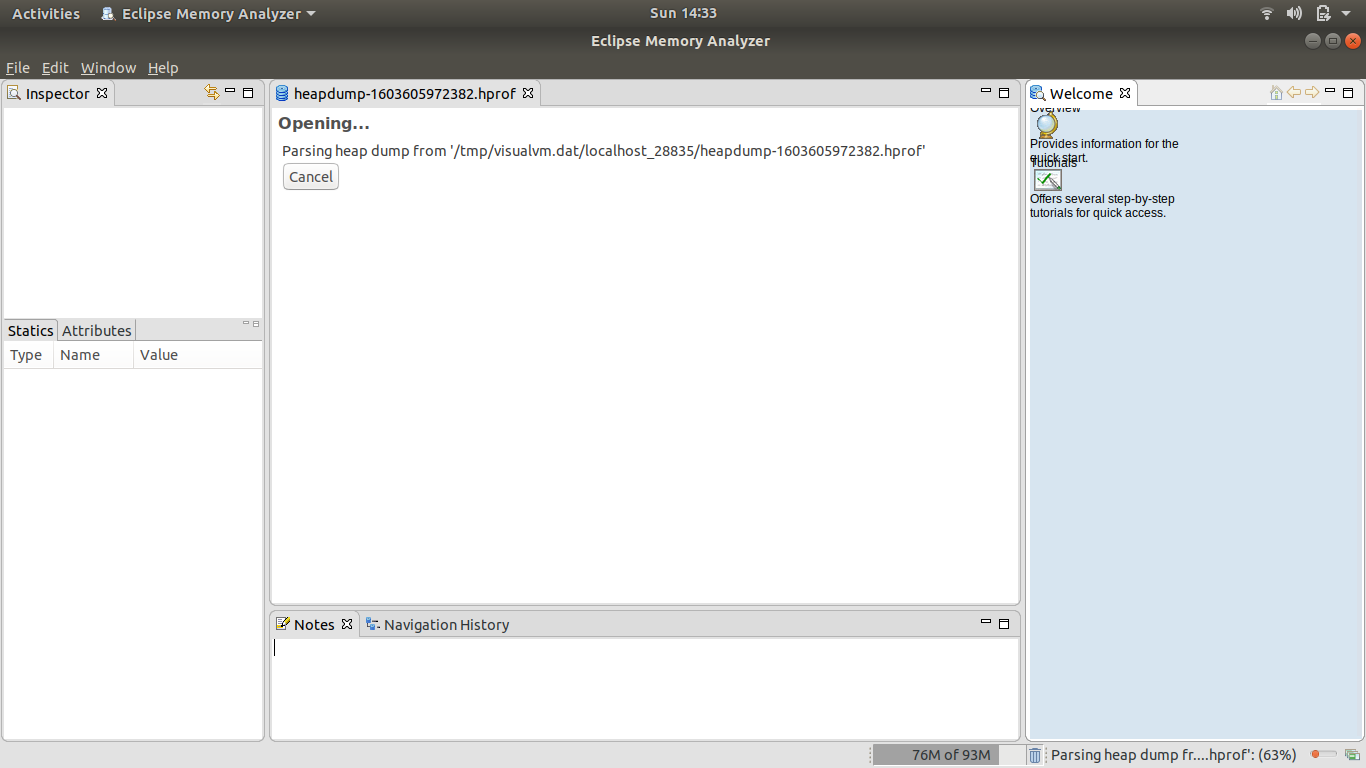 Activities Eclipse Memory Analyzer Sun 14:33
Eclipse Memory Analyzer
File Edit Window Help
Inspector
Statics Attributes
Type Name Value
heapdump-1603605972382.hprof
Opening...
Parsing heap dump from '/tmp/visualvm.dat/localhost_28835/heapdump-1603605972382.hprof'
Cancel
Notes Navigation History
Welcome
Overview
Provides information for the
quick start.
Tutorials
Offers several step-by-step
tutorials for quick access.
76M of 93M Parsing heap dump fr....hprof': (63%)